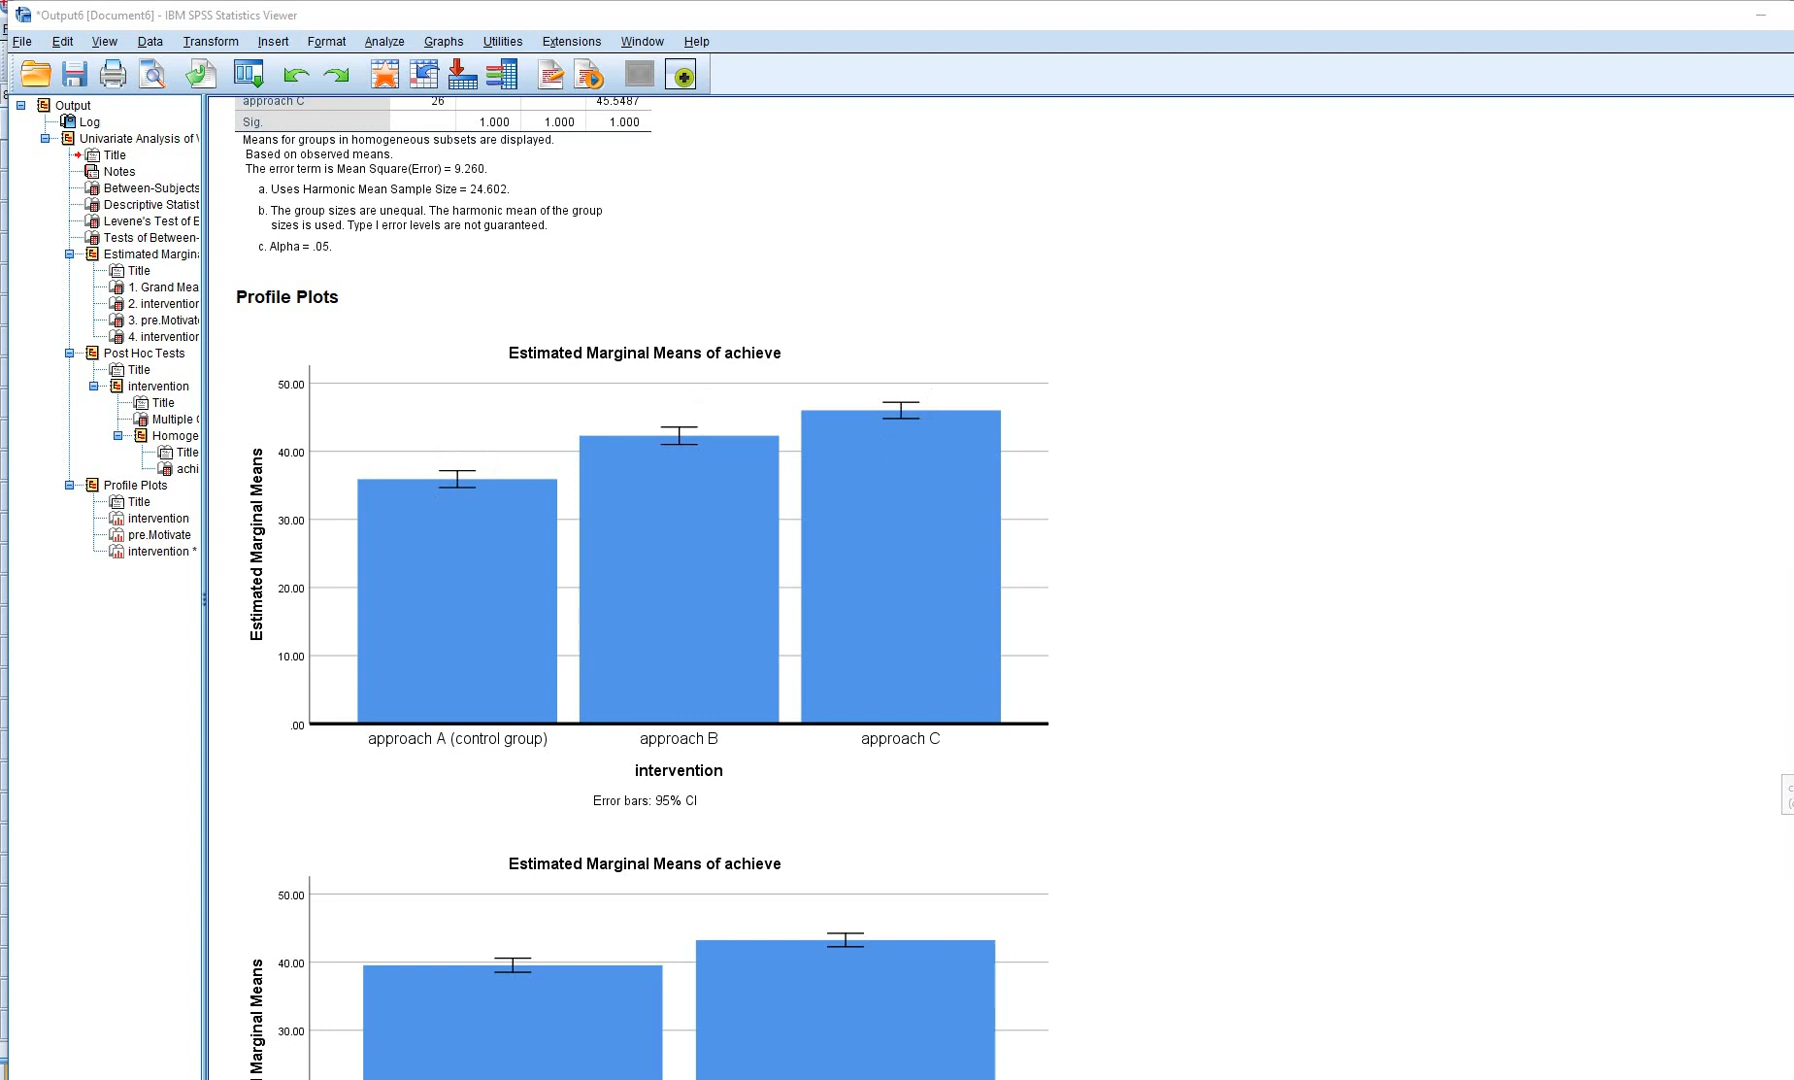 *Output6 [Document6] - IBM SPSS Statistics Viewer
File Edit View Data Transform Insert Format Analyze Graphs Utilities Extensions Window Help
Output
Log
Univariate Analysis of V
Title
Notes
Between-Subjects
Descriptive Statist
Levene's Test of E
Tests of Between-
Estimated Margina
Title
1. Grand Mea
2. intervention
3. pre.Motivate
4. intervention
Post Hoc Tests
Title
intervention
Title
Multiple C
Homoge
Title
achi
Profile Plots
Title
intervention
pre.Motivate
intervention *
approach C 26 45.5487
Sig. 1.000 1.000 1.000
Means for groups in homogeneous subsets are displayed.
Based on observed means.
The error term is Mean Square(Error) = 9.260.
a. Uses Harmonic Mean Sample Size = 24.602.
b. The group sizes are unequal. The harmonic mean of the group
sizes is used. Type I error levels are not guaranteed.
c. Alpha = .05.
Profile Plots
Estimated Marginal Means of achieve
Estimated Marginal Means
50.00
40.00
30.00
20.00
10.00
.00
approach A (control group) approach B approach C
intervention
Error bars: 95% CI
Estimated Marginal Means of achieve
Marginal Means
50.00
40.00
30.00